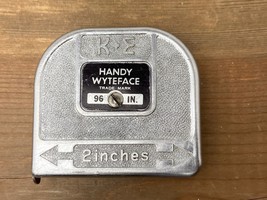 K+E
HANDY
WYTEFACE
TRADE MARK
96 IN.
2inches